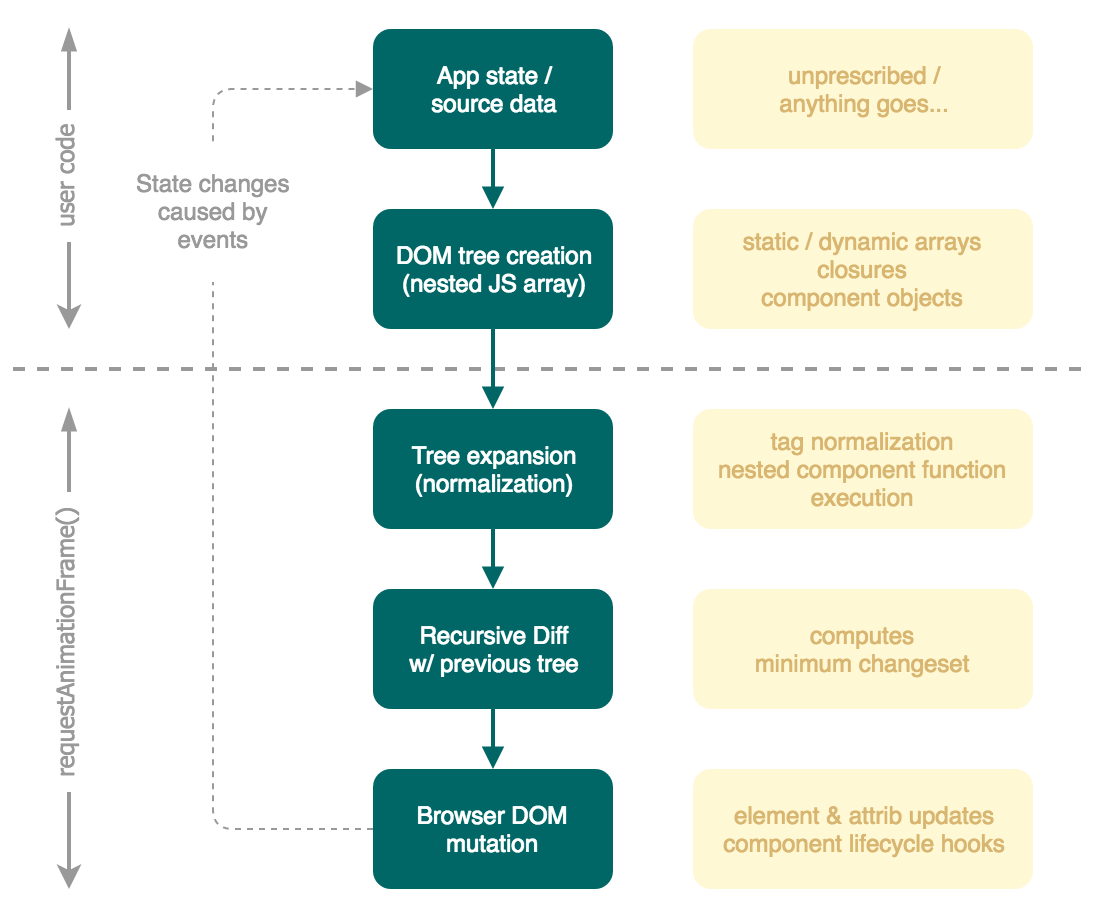 user code
State changes
caused by
events
App state /
source data
unprescribed /
anything goes...
DOM tree creation
(nested JS array)
static / dynamic arrays
closures
component objects
requestAnimationFrame()
Tree expansion
(normalization)
tag normalization
nested component function
execution
Recursive Diff
w/ previous tree
computes
minimum changeset
Browser DOM
mutation
element & attrib updates
component lifecycle hooks